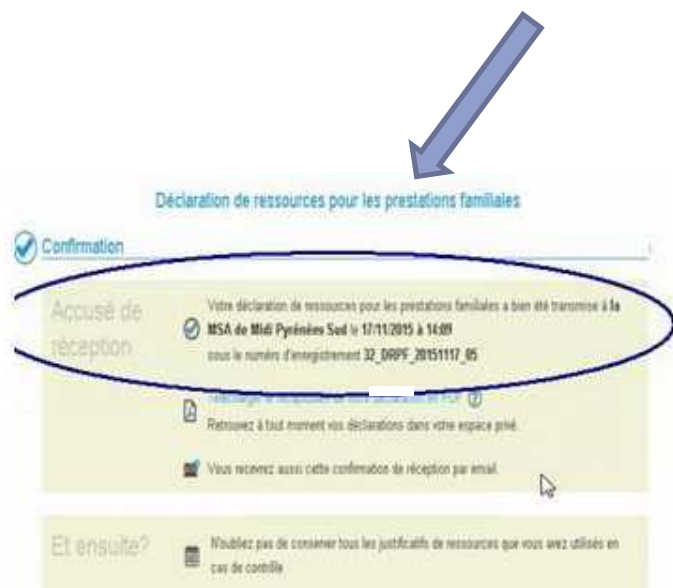 Déclaration de ressources pour les prestations familiales
Confirmation
Accusé de
réception
Votre déclaration de ressources pour les prestations familiales a bien été transmise à la
MSA de Midi Pyrénées Sud le 17/11/2015 à 14:09
sous le numéro d'enregistrement 32_DRPF_20151117_05
Retrouvez à tout moment vos déclarations dans votre espace privé.
Vous recevrez aussi cette confirmation de réception par email.
Et ensuite?
N'oubliez pas de conserver tous les justificatifs de ressources que vous avez utilisés en
cas de contrôle